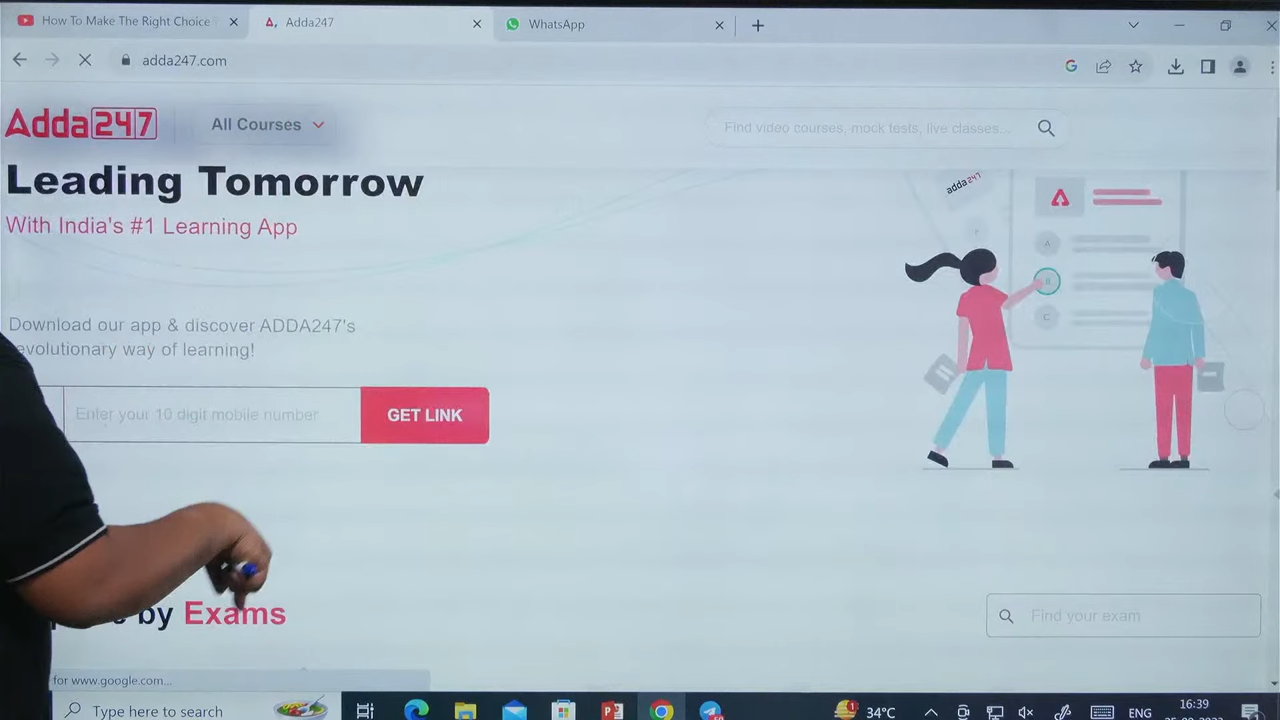 How To Make The Right Choice
Adda247
WhatsApp
adda247.com
Adda247
All Courses
Find video courses, mock tests, live classes...
Leading Tomorrow
With India's #1 Learning App
adda247
A
B
C
Download our app & discover ADDA247's
evolutionary way of learning!
Enter your 10 digit mobile number
GET LINK
by Exams
Find your exam
for www.google.com...
Type here to search
34°C
ENG
16:39